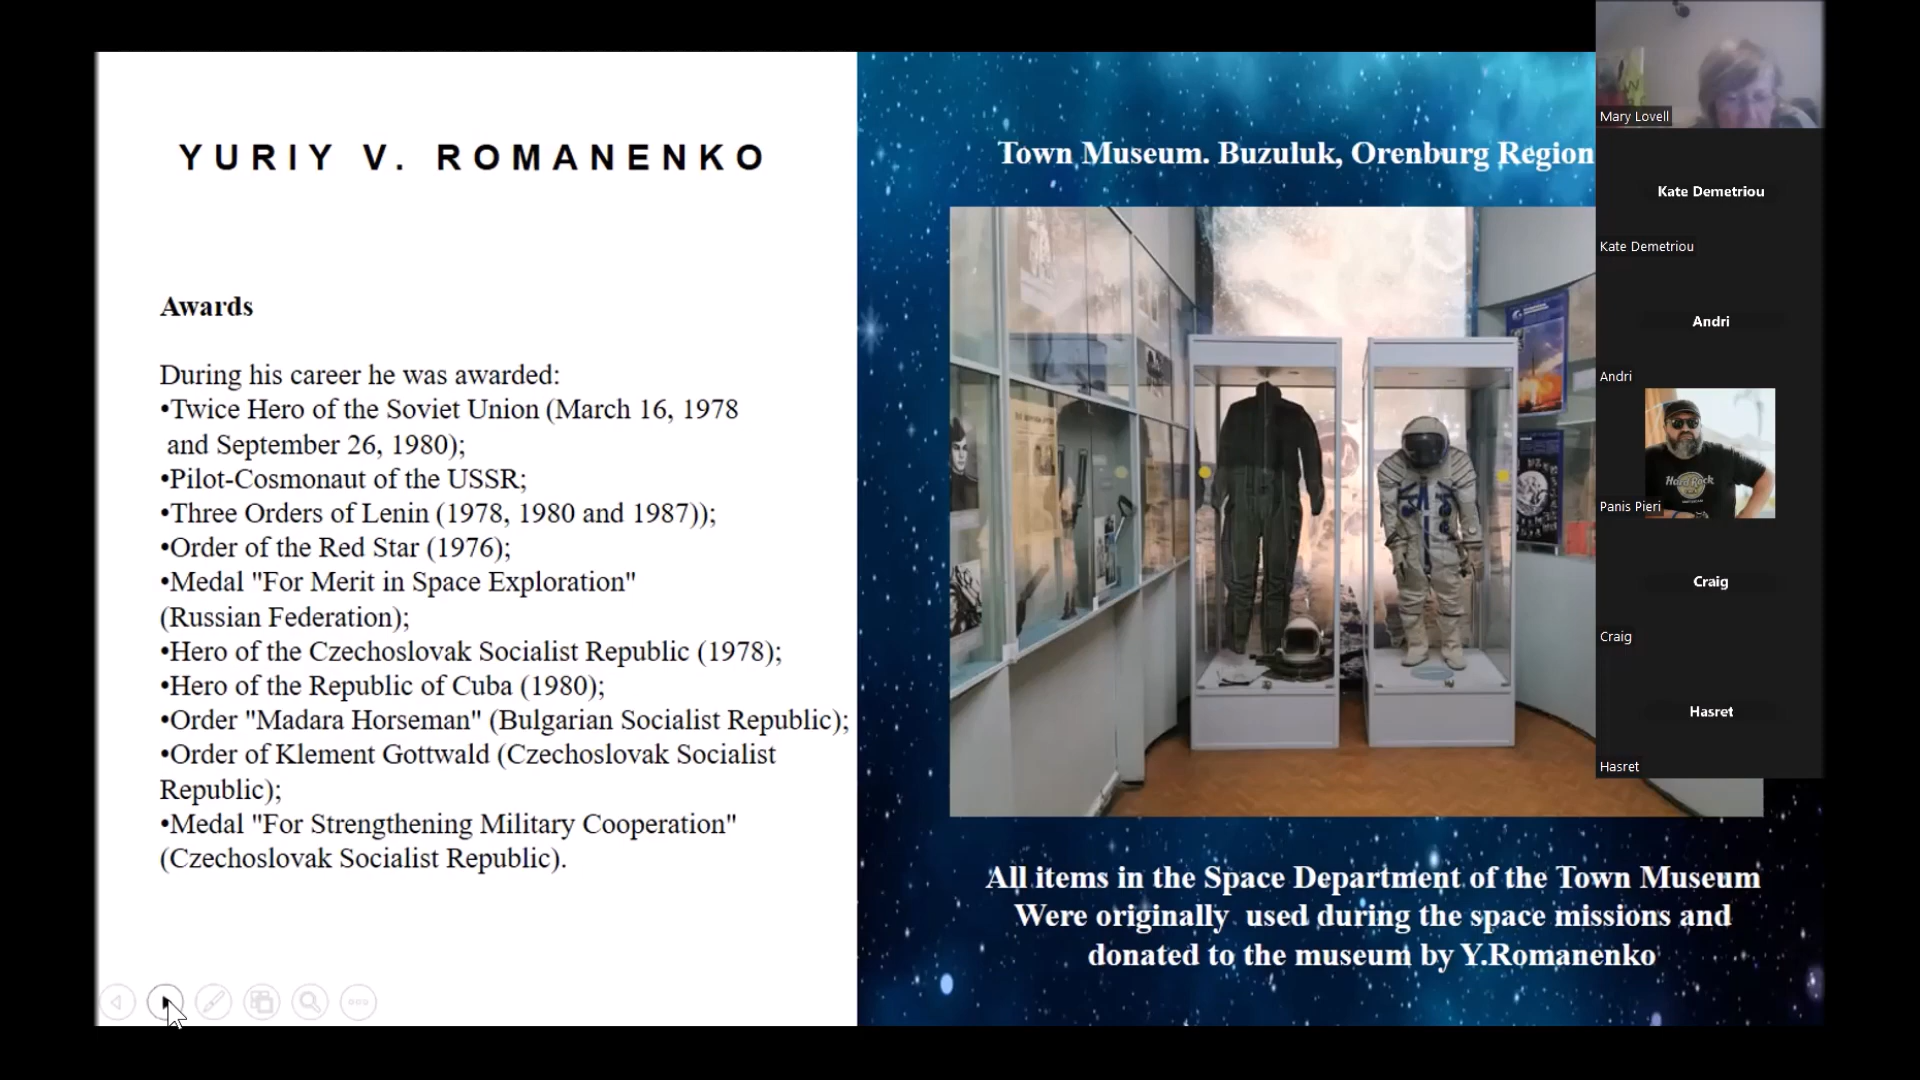 YURIY V. ROMANENKO
Awards
During his career he was awarded:
•Twice Hero of the Soviet Union (March 16, 1978
and September 26, 1980);
•Pilot-Cosmonaut of the USSR;
•Three Orders of Lenin (1978, 1980 and 1987));
•Order of the Red Star (1976);
•Medal "For Merit in Space Exploration"
(Russian Federation);
•Hero of the Czechoslovak Socialist Republic (1978);
•Hero of the Republic of Cuba (1980);
•Order "Madara Horseman" (Bulgarian Socialist Republic);
•Order of Klement Gottwald (Czechoslovak Socialist
Republic);
•Medal "For Strengthening Military Cooperation"
(Czechoslovak Socialist Republic).
Town Museum. Buzuluk, Orenburg Region
All items in the Space Department of the Town Museum
Were originally used during the space missions and
donated to the museum by Y.Romanenko
Mary Lovell
Kate Demetriou
Kate Demetriou
Andri
Andri
Hard Rock
Panis Pieri
Craig
Craig
Hasret
Hasret